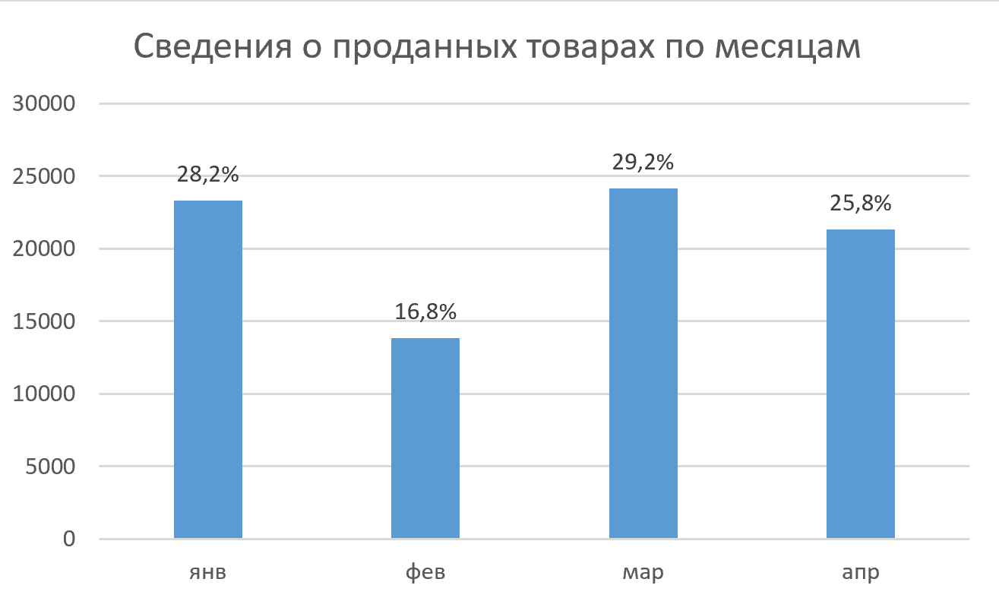 Сведения о проданных товарах по месяцам
30000
25000
20000
15000
10000
5000
0
28,2%
16,8%
29,2%
25,8%
янв
фев
мар
апр